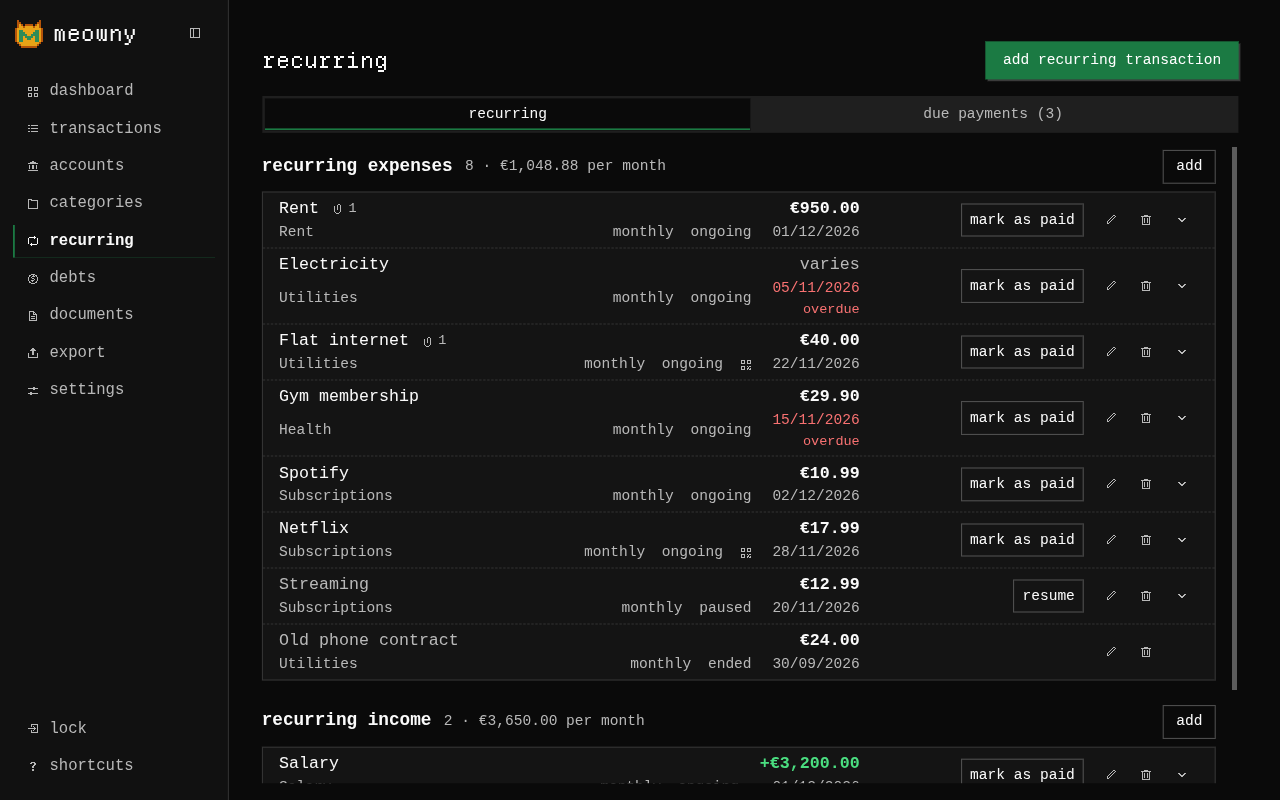 meowny
dashboard
transactions
accounts
categories
recurring
debts
documents
export
settings
lock
? shortcuts
recurring
add recurring transaction
recurring
due payments (3)
recurring expenses 8 · €1,048.88 per month
add
Rent 1 €950.00
Rent monthly ongoing 01/12/2026
mark as paid
Electricity varies
Utilities monthly ongoing 05/11/2026
overdue
mark as paid
Flat internet 1 €40.00
Utilities monthly ongoing 22/11/2026
mark as paid
Gym membership €29.90
Health monthly ongoing 15/11/2026
overdue
mark as paid
Spotify €10.99
Subscriptions monthly ongoing 02/12/2026
mark as paid
Netflix €17.99
Subscriptions monthly ongoing 28/11/2026
mark as paid
Streaming €12.99
Subscriptions monthly paused 20/11/2026
resume
Old phone contract €24.00
Utilities monthly ended 30/09/2026
recurring income 2 · €3,650.00 per month
add
Salary +€3,200.00
mark as paid